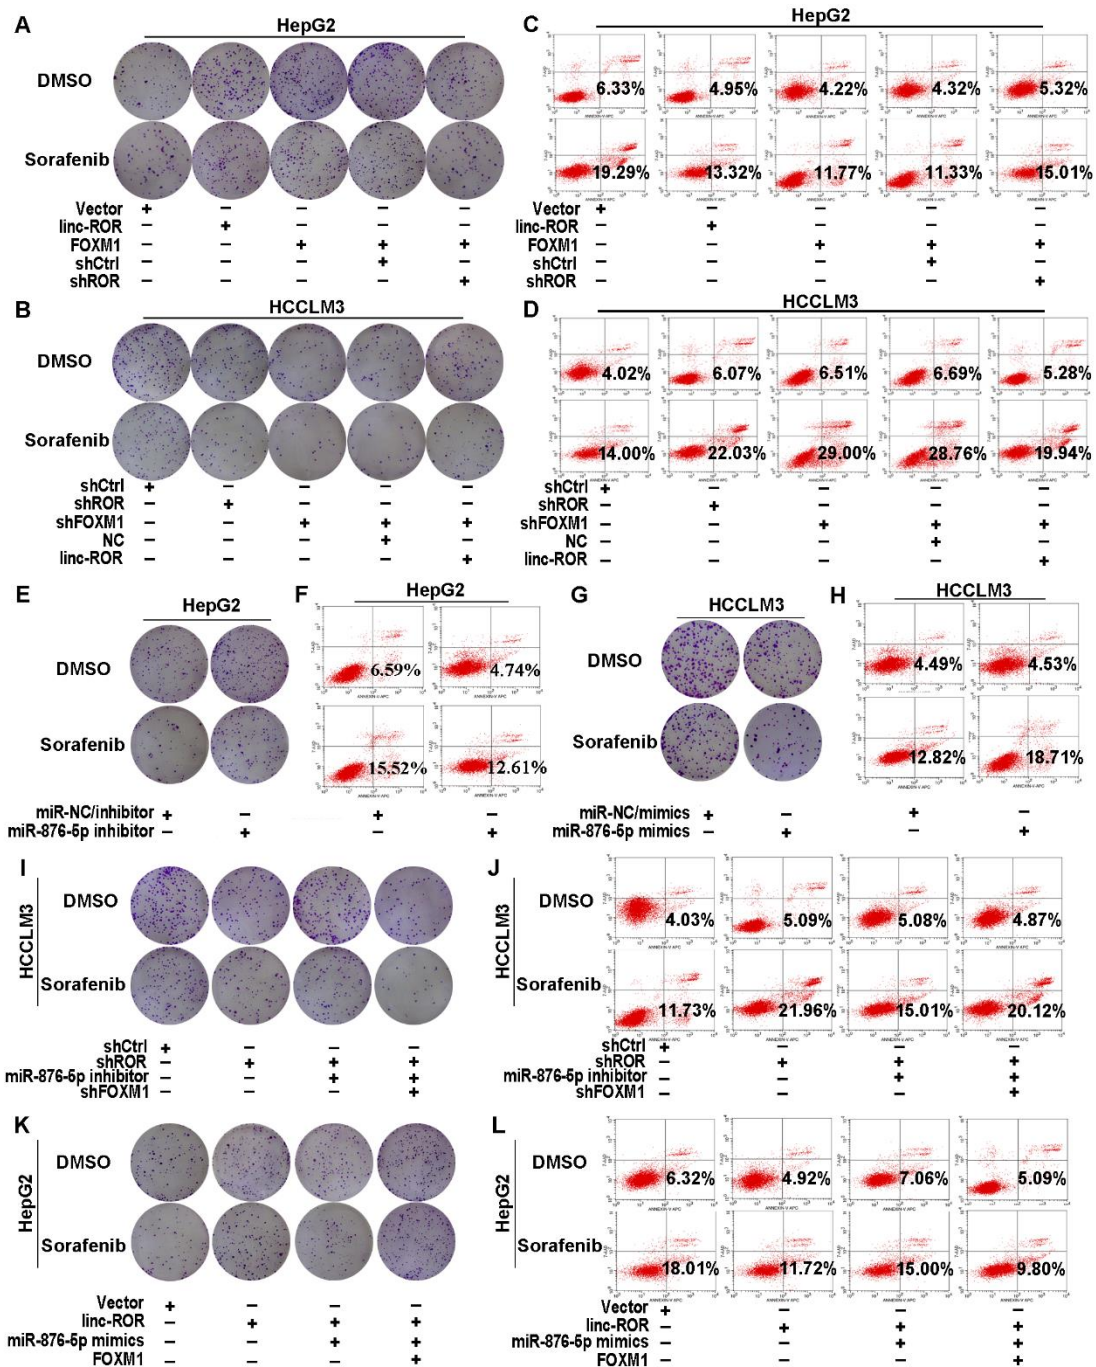 A HepG2
DMSO
Sorafenib
Vector + − − − −
linc-ROR − + − − −
FOXM1 − − + + +
shCtrl − − − + −
shROR − − − − +
C HepG2
6.33% 4.95% 4.22% 4.32% 5.32%
19.29% 13.32% 11.77% 11.33% 15.01%
Vector + − − − −
linc-ROR − + − − −
FOXM1 − − + + +
shCtrl − − − + −
shROR − − − − +
B HCCLM3
DMSO
Sorafenib
shCtrl + − − − −
shROR − + − − −
shFOXM1 − − + + +
NC − − − + −
linc-ROR − − − − +
D HCCLM3
4.02% 6.07% 6.51% 6.69% 5.28%
14.00% 22.03% 29.00% 28.76% 19.94%
shCtrl + − − − −
shROR − + − − −
shFOXM1 − − + + +
NC − − − + −
linc-ROR − − − − +
E HepG2
DMSO
Sorafenib
F HepG2
6.59% 4.74%
15.52% 12.61%
miR-NC/inhibitor + − + −
miR-876-5p inhibitor − + − +
G HCCLM3
DMSO
Sorafenib
H HCCLM3
4.49% 4.53%
12.82% 18.71%
miR-NC/mimics + − + −
miR-876-5p mimics − + − +
I HCCLM3
DMSO
Sorafenib
shCtrl + − − −
shROR − + + +
miR-876-5p inhibitor − − + +
shFOXM1 − − − +
J HCCLM3
DMSO
4.03% 5.09% 5.08% 4.87%
Sorafenib
11.73% 21.96% 15.01% 20.12%
shCtrl + − − −
shROR − + + +
miR-876-5p inhibitor − − + +
shFOXM1 − − − +
K HepG2
DMSO
Sorafenib
Vector + − − −
linc-ROR − + + +
miR-876-5p mimics − − + +
FOXM1 − − − +
L HepG2
DMSO
6.32% 4.92% 7.06% 5.09%
Sorafenib
18.01% 11.72% 15.00% 9.80%
Vector + − − −
linc-ROR − + + +
miR-876-5p mimics − − + +
FOXM1 − − − +